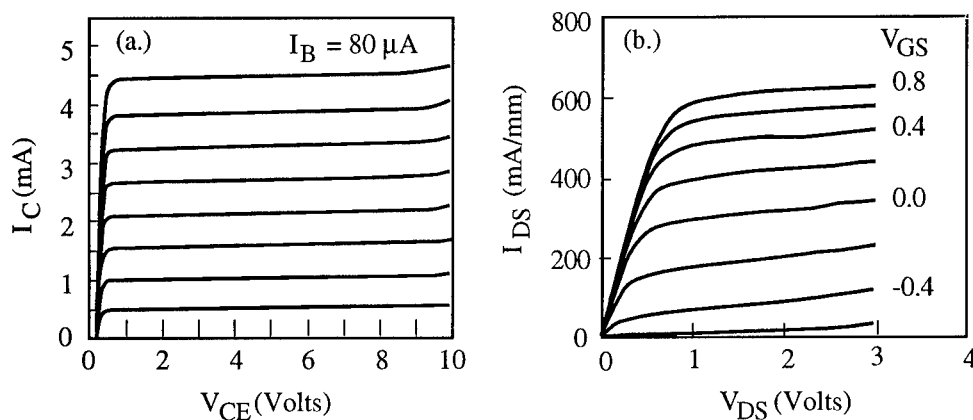 (a.) I_B = 80 μA
5
4
3
2
1
0
I_C (mA)
0 2 4 6 8 10
V_CE (Volts)
(b.) V_GS
800
600
400
200
0
I_DS (mA/mm)
0.8
0.4
0.0
-0.4
0 1 2 3 4
V_DS (Volts)